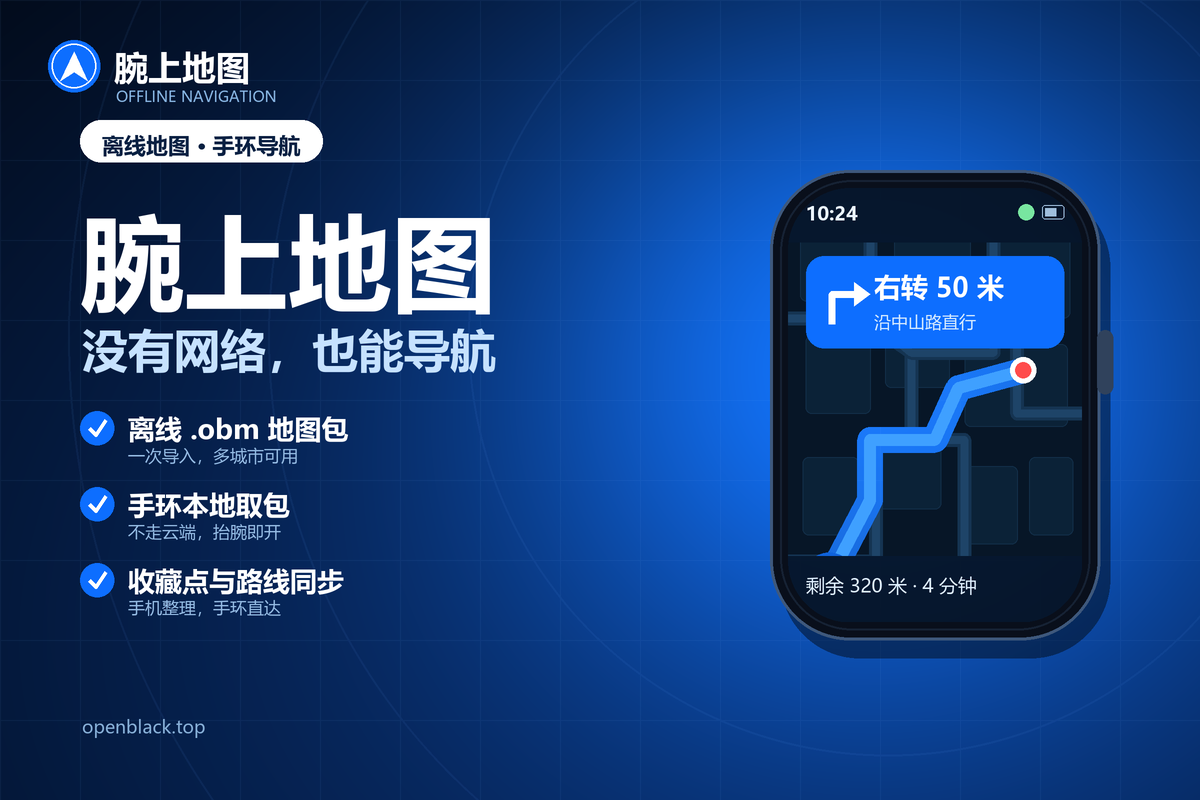 腕上地图
OFFLINE NAVIGATION
离线地图·手环导航
腕上地图
没有网络，也能导航
离线 .obm 地图包
一次导入，多城市可用
手环本地取包
不走云端，抬腕即开
收藏点与路线同步
手机整理，手环直达
openblack.top
10:24
右转 50 米
沿中山路直行
剩余 320 米 · 4 分钟